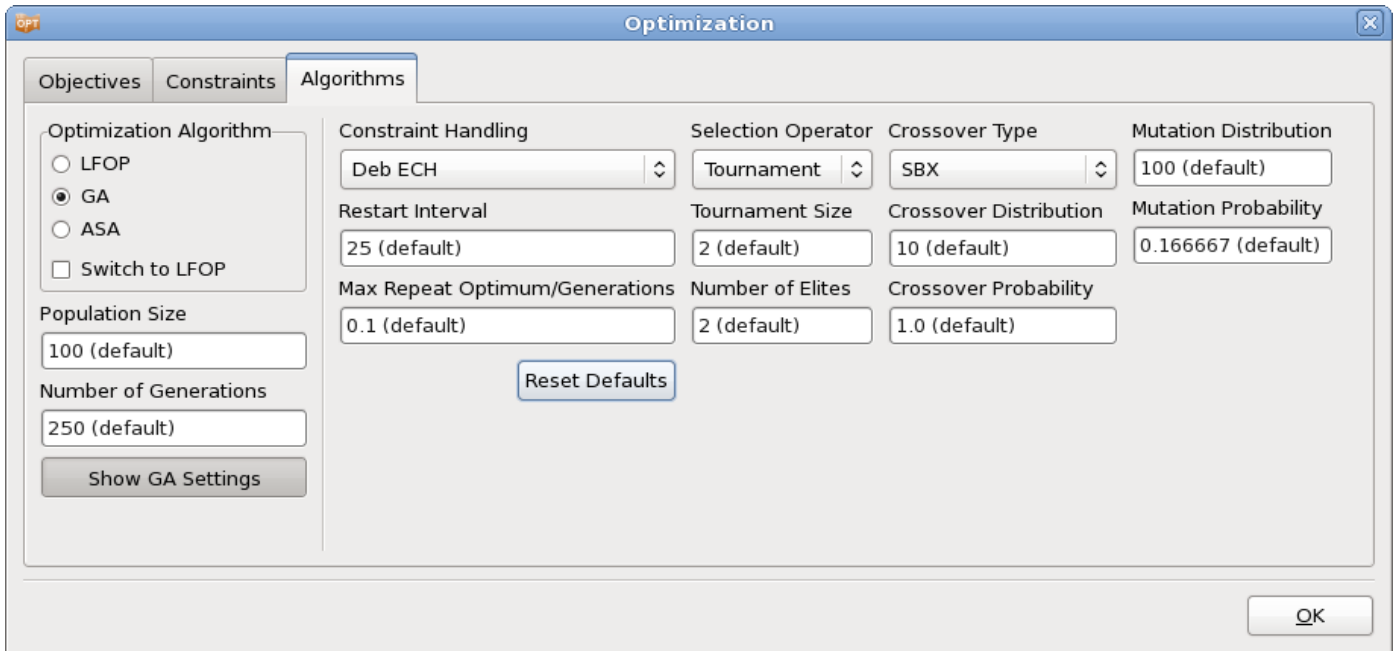 OPT
Optimization
Objectives
Constraints
Algorithms
Optimization Algorithm
LFOP
GA
ASA
Switch to LFOP
Population Size
100 (default)
Number of Generations
250 (default)
Show GA Settings
Constraint Handling
Deb ECH
Restart Interval
25 (default)
Max Repeat Optimum/Generations
0.1 (default)
Reset Defaults
Selection Operator
Tournament
Tournament Size
2 (default)
Number of Elites
2 (default)
Crossover Type
SBX
Crossover Distribution
10 (default)
Crossover Probability
1.0 (default)
Mutation Distribution
100 (default)
Mutation Probability
0.166667 (default)
OK